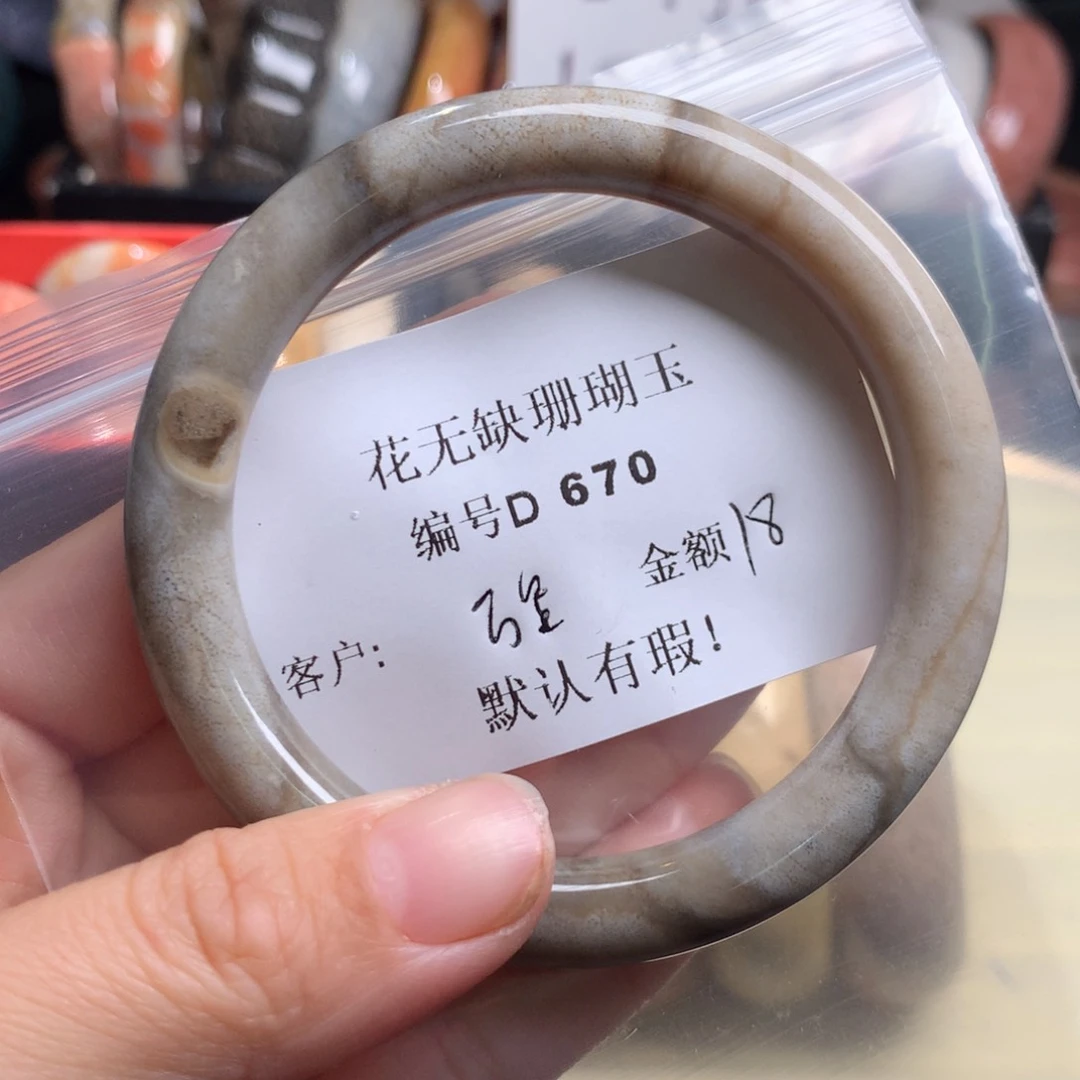 花无缺珊瑚玉
编号D 670
金额18
客户:
默认有瑕!